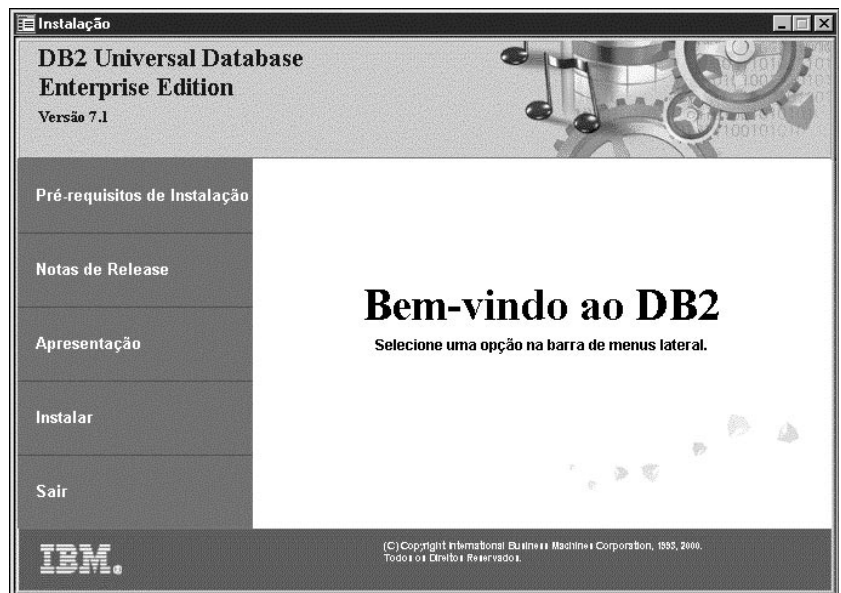 Instalação
DB2 Universal Database
Enterprise Edition
Versão 7.1
Pré-requisitos de Instalação
Notas de Release
Apresentação
Instalar
Sair
Bem-vindo ao DB2
Selecione uma opção na barra de menus lateral.
IBM.
(C) Copyright International Business Machines Corporation, 1993, 2000.
Todos os Direitos Reservados.